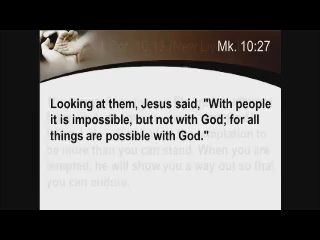 Mk. 10:27
Looking at them, Jesus said, "With people
it is impossible, but not with God; for all
things are possible with God."
be more than you can stand. When you are
tempted, he will show you a way out so that
you can endure.